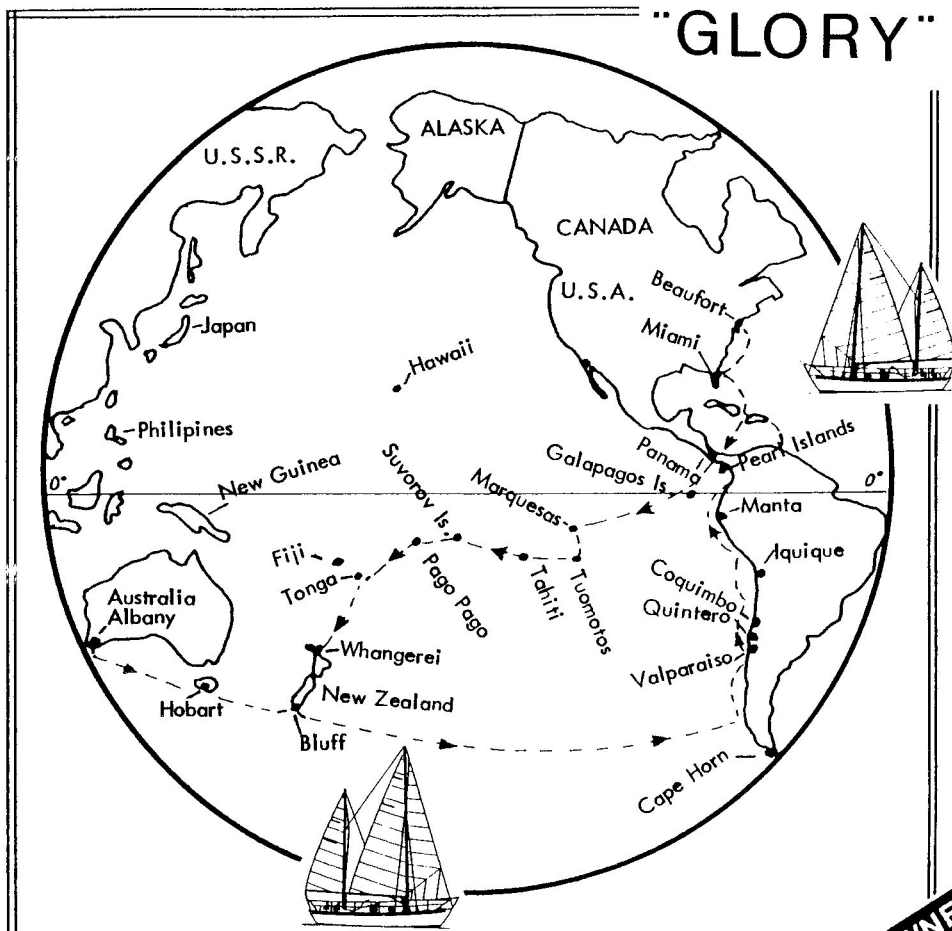 "GLORY"
ALASKA
U.S.S.R.
CANADA
U.S.A.
Beaufort
Miami
Japan
Hawaii
Philipines
New Guinea
Suvorov Is.
Marquesas
Galapagos Is.
Panama
Pearl Islands
0°
0°
Manta
Fiji
Tonga
Pago Pago
Tahiti
Tuomotos
Iquique
Coquimbo
Quintero
Valparaiso
Australia
Albany
Whangerei
Hobart
New Zealand
Bluff
Cape Horn